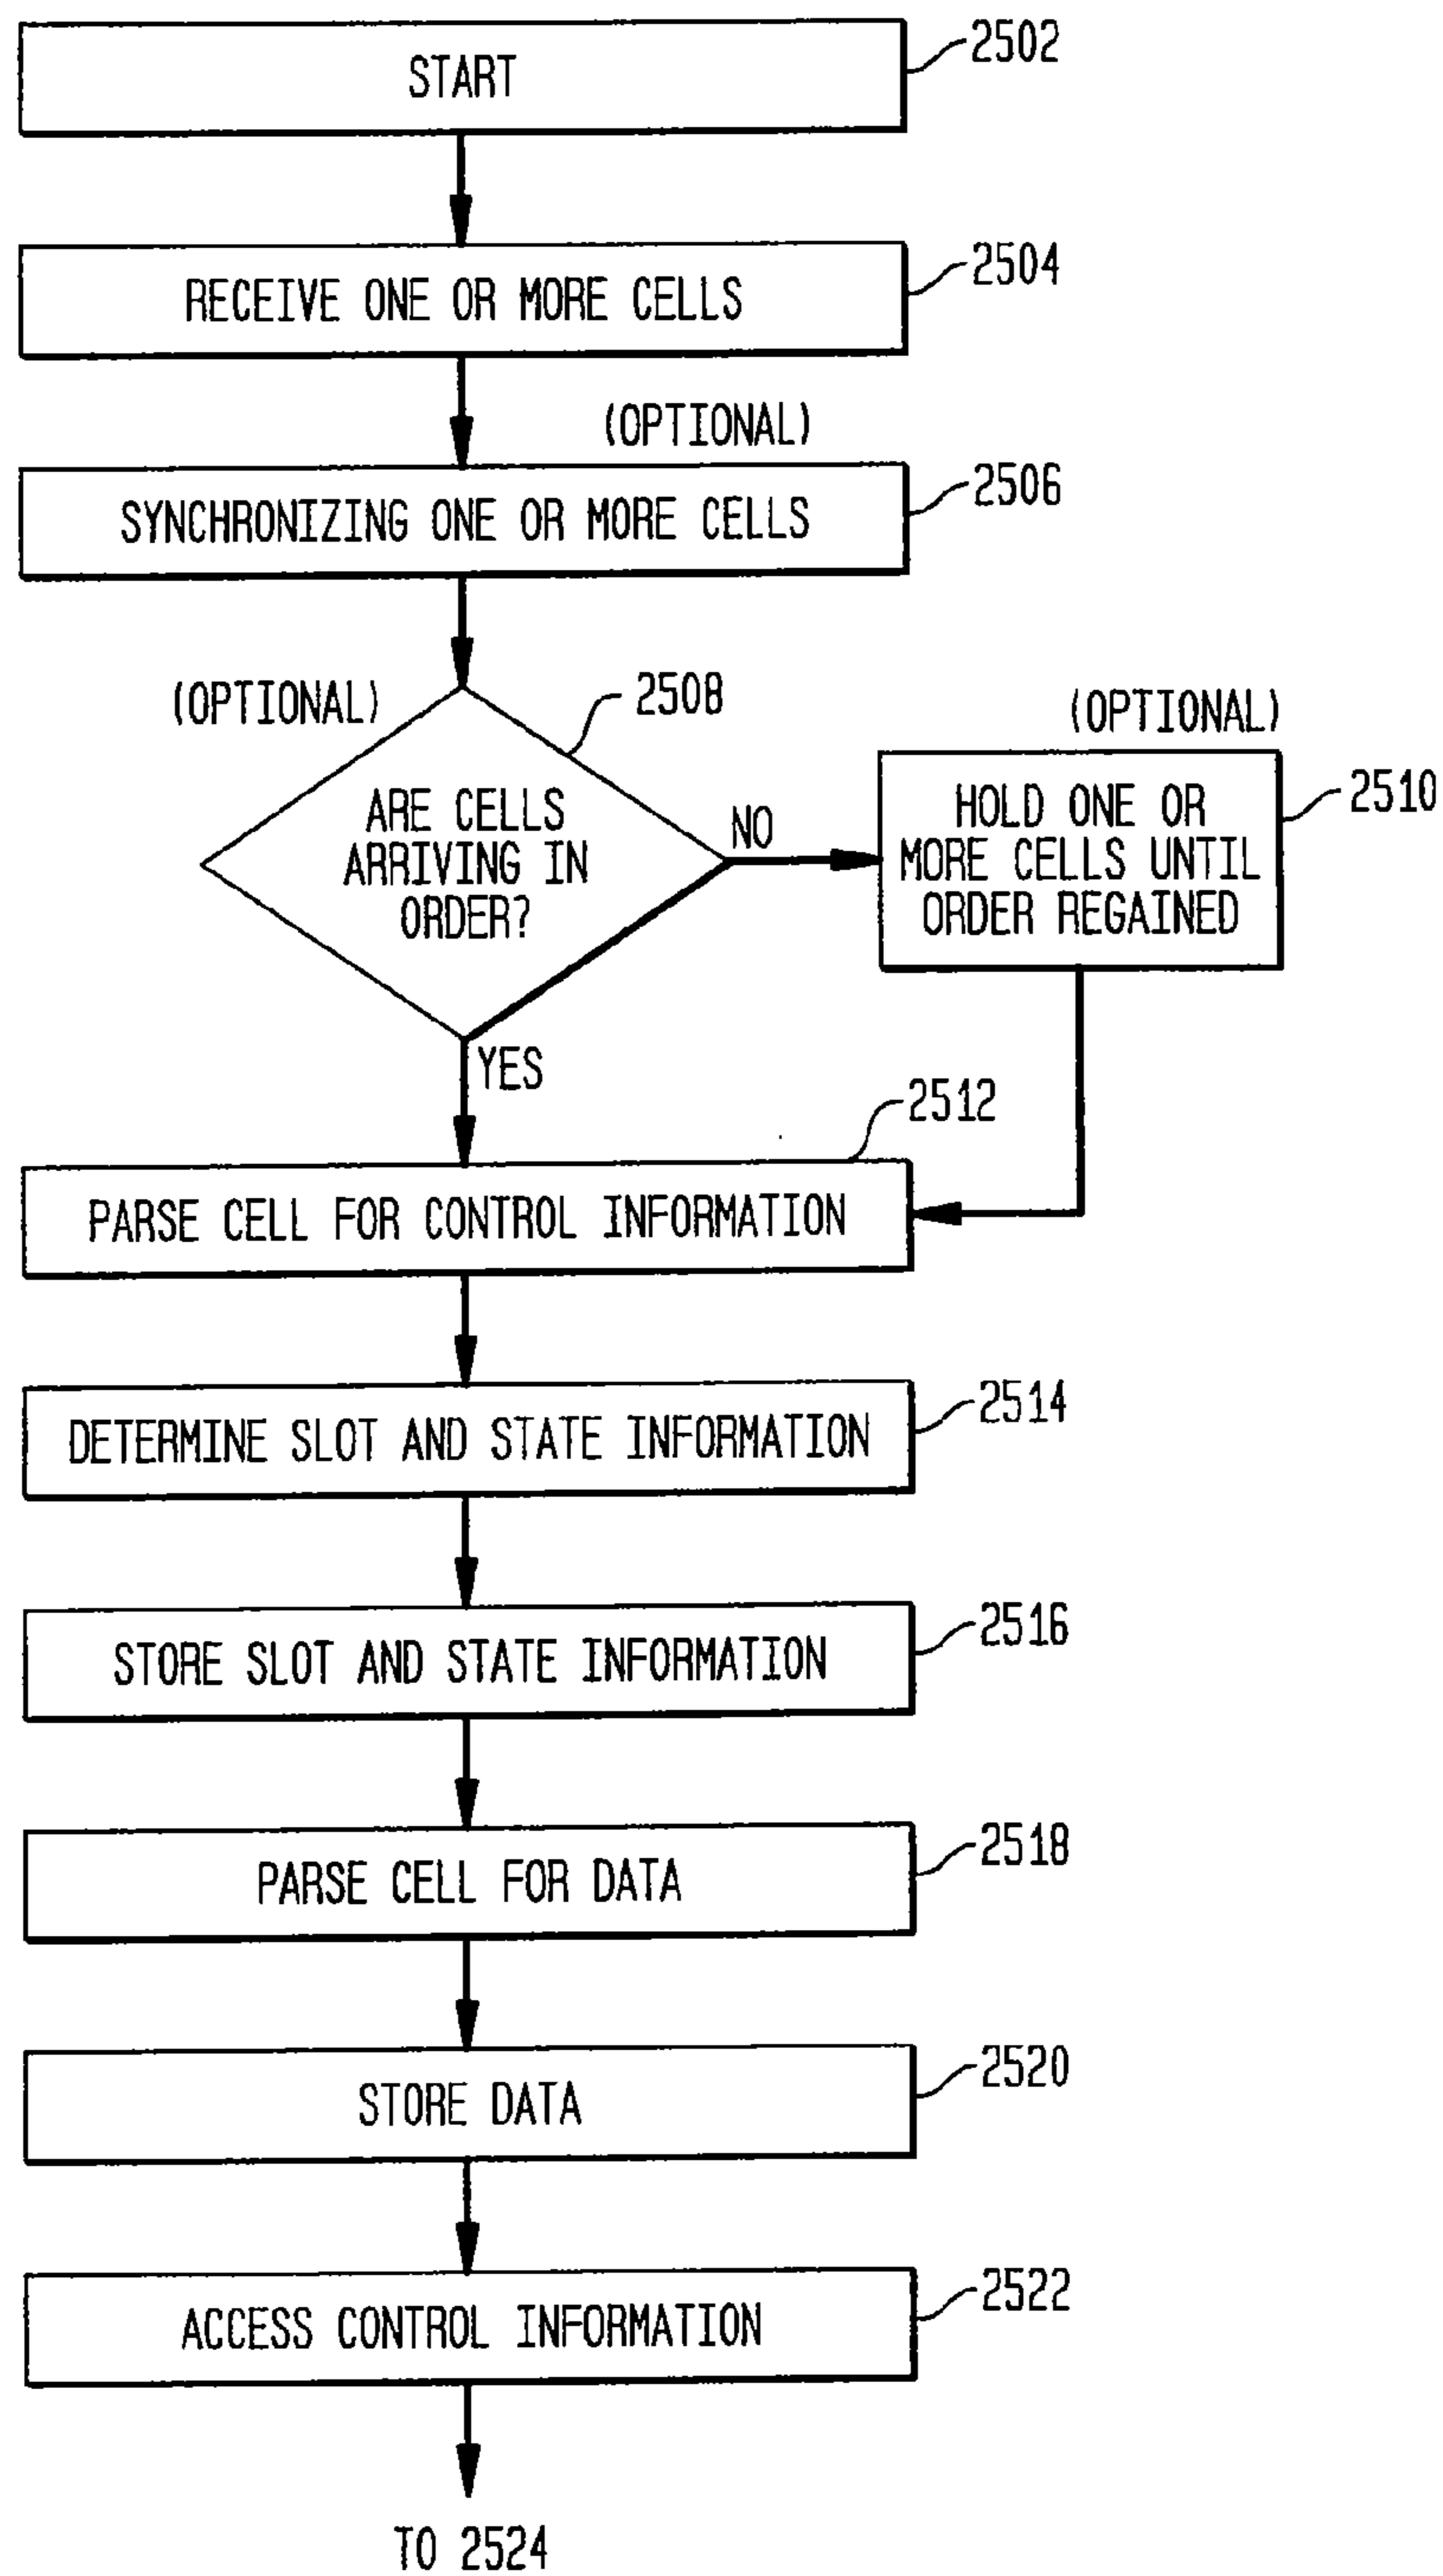 START
2502
RECEIVE ONE OR MORE CELLS
2504
(OPTIONAL)
SYNCHRONIZING ONE OR MORE CELLS
2506
(OPTIONAL)
2508
ARE CELLS
ARRIVING IN
ORDER?
NO
YES
(OPTIONAL)
HOLD ONE OR
MORE CELLS UNTIL
ORDER REGAINED
2510
2512
PARSE CELL FOR CONTROL INFORMATION
DETERMINE SLOT AND STATE INFORMATION
2514
STORE SLOT AND STATE INFORMATION
2516
PARSE CELL FOR DATA
2518
STORE DATA
2520
ACCESS CONTROL INFORMATION
2522
TO 2524